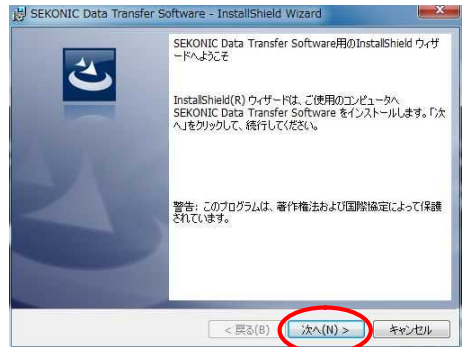 SEKONIC Data Transfer Software - InstallShield Wizard
SEKONIC Data Transfer Software用のInstallShield ウィザ
ードへようこそ
InstallShield(R) ウィザードは、ご使用のコンピュータへ
SEKONIC Data Transfer Software をインストールします。「次
へ」をクリックして、続行してください。
警告: このプログラムは、著作権法および国際協定によって保護
されています。
< 戻る(B)
次へ(N) >
キャンセル